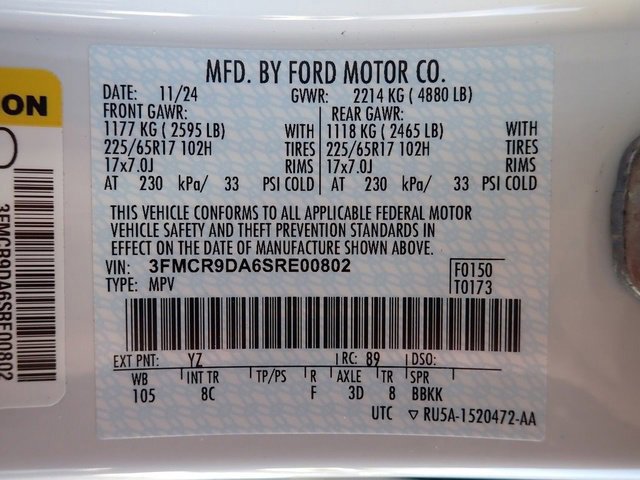 MFD. BY FORD MOTOR CO.
DATE: 11/24 GVWR: 2214 KG ( 4880 LB)
FRONT GAWR: REAR GAWR:
1177 KG ( 2595 LB) WITH 1118 KG ( 2465 LB) WITH
225/65R17 102H TIRES 225/65R17 102H TIRES
17x7.0J RIMS 17x7.0J RIMS
AT 230 kPa/ 33 PSI COLD AT 230 kPa/ 33 PSI COLD
THIS VEHICLE CONFORMS TO ALL APPLICABLE FEDERAL MOTOR
VEHICLE SAFETY AND THEFT PREVENTION STANDARDS IN
EFFECT ON THE DATE OF MANUFACTURE SHOWN ABOVE.
VIN: 3FMCR9DA6SRE00802 F0150
TYPE: MPV T0173
EXT PNT: YZ RC: 89 DSO:
WB INT TR TP/PS R AXLE TR SPR
105 8C F 3D 8 BBKK
UTC ▽ RU5A-1520472-AA
ON
3FMCR9DA6SRE00802